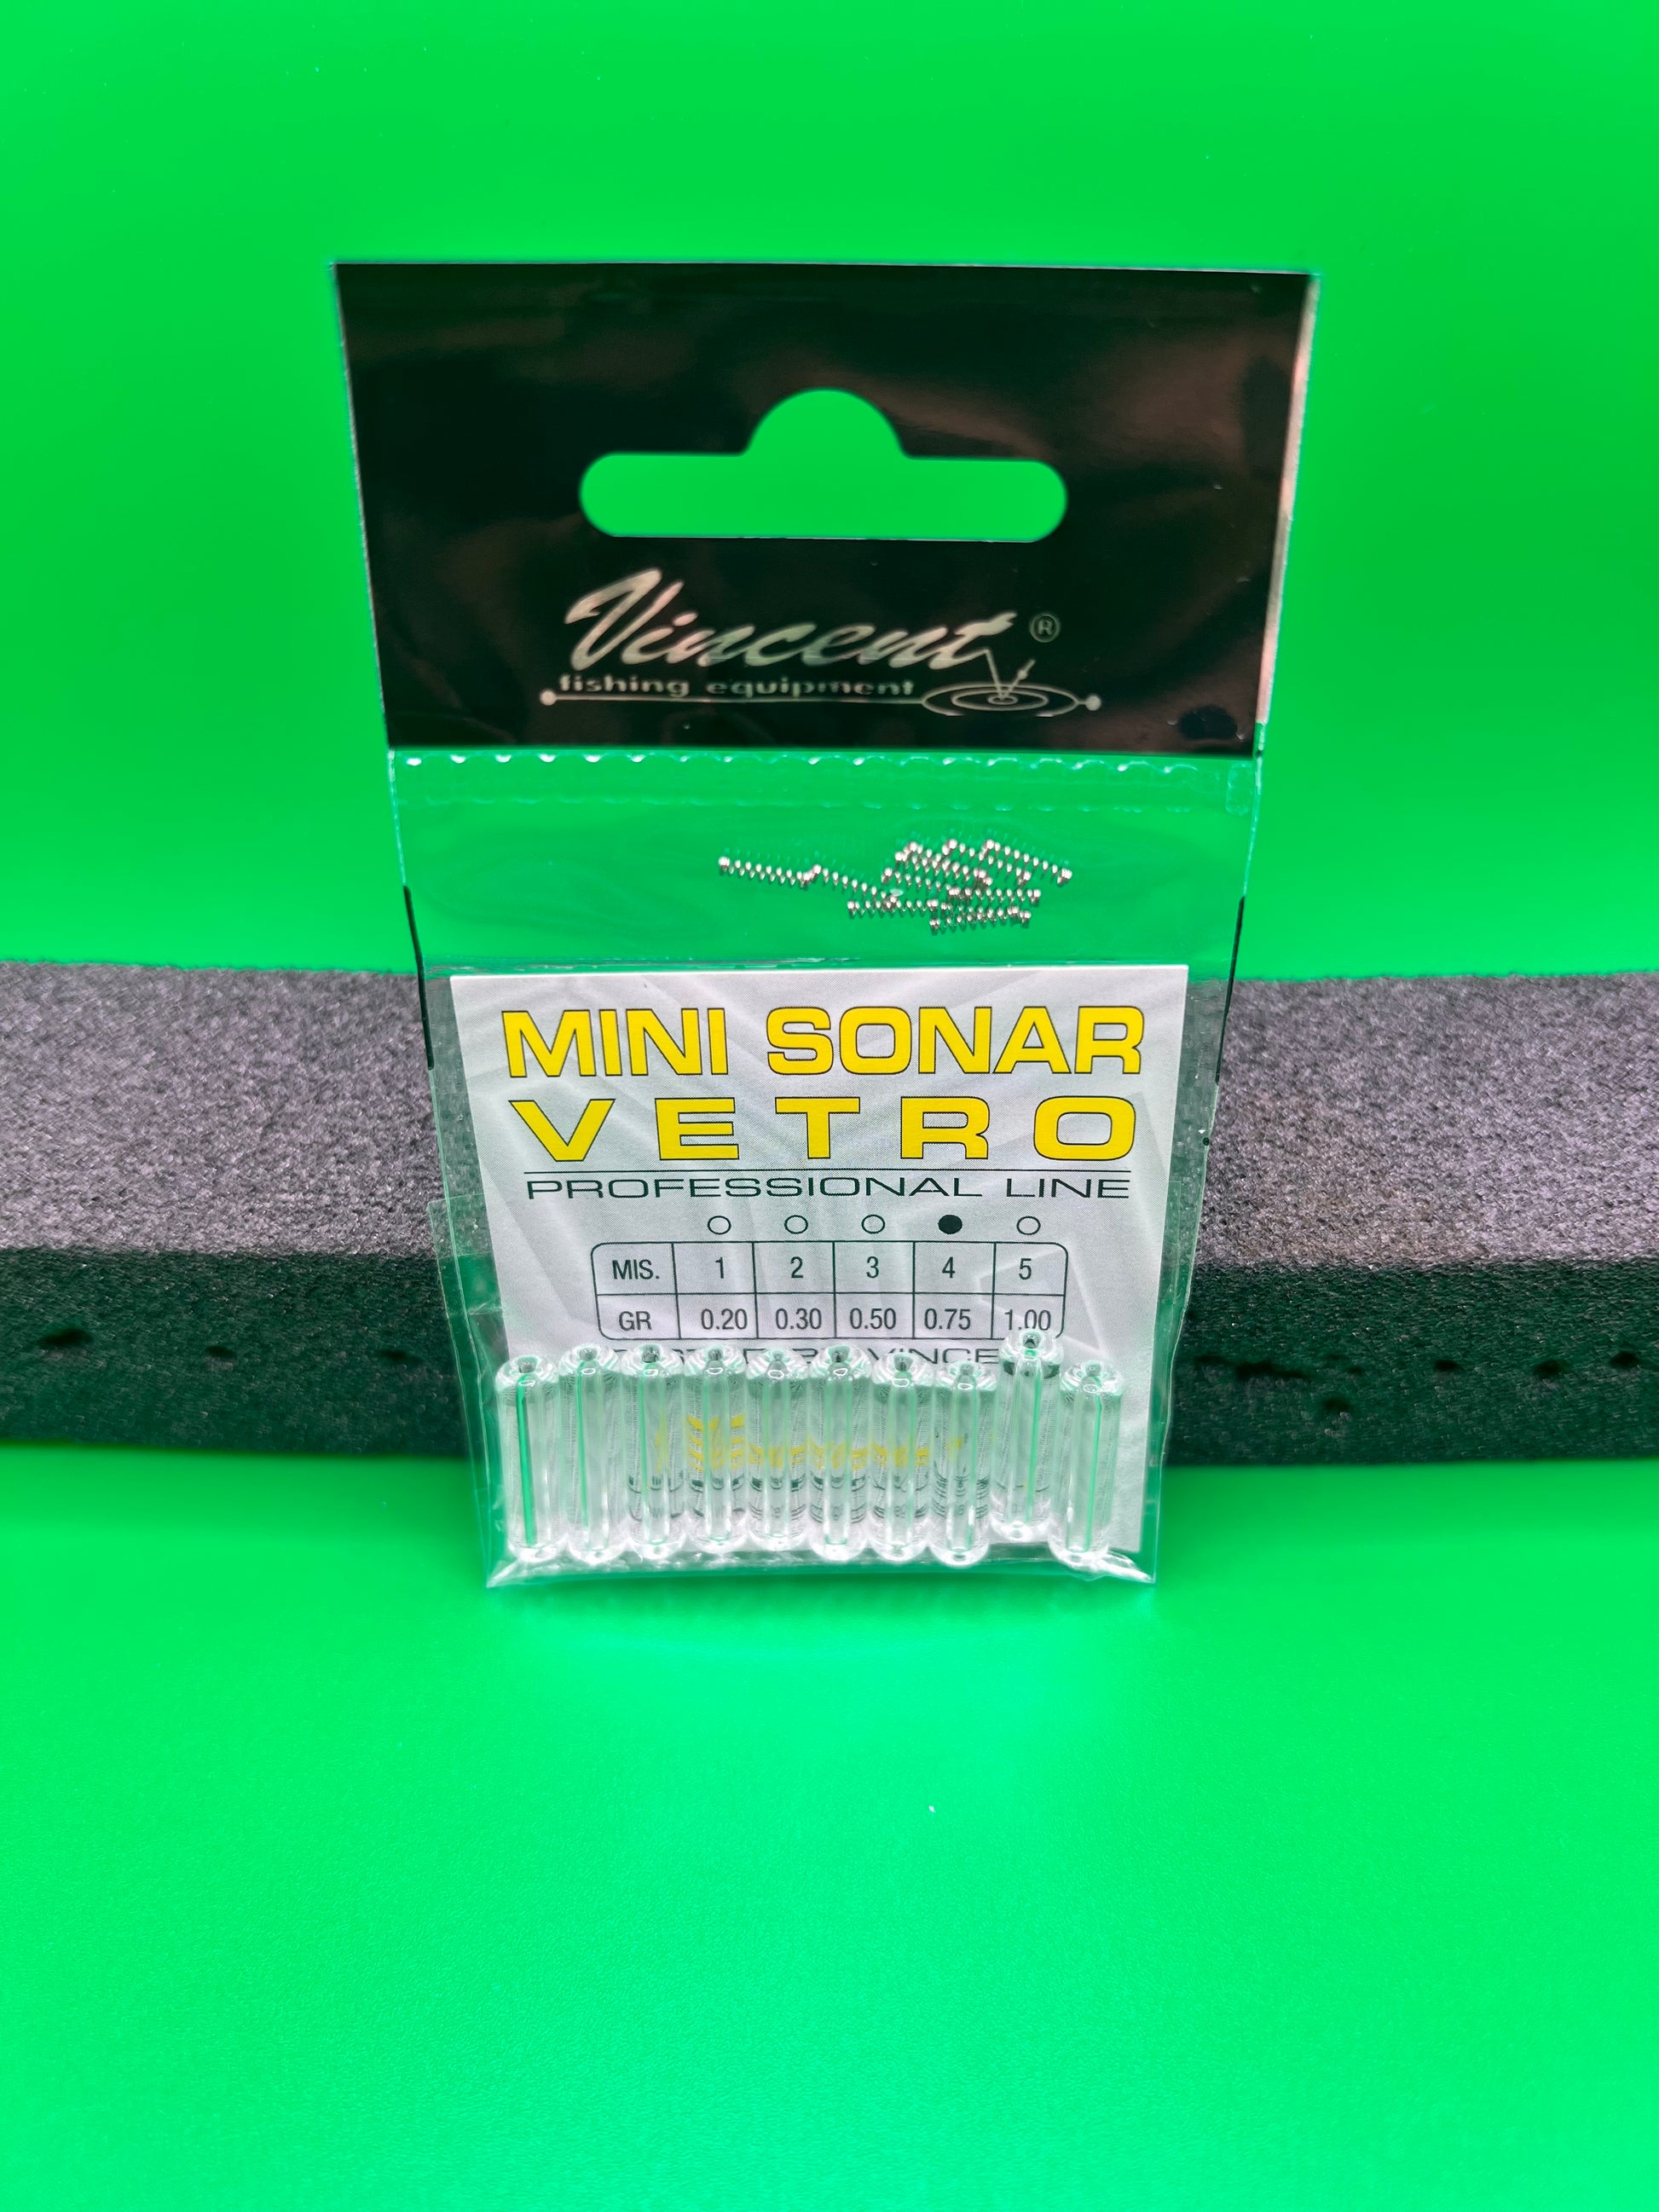 Vincent®
fishing equipment
MINI SONAR
VETRO
PROFESSIONAL LINE
MIS. 1 2 3 4 5
GR 0.20 0.30 0.50 0.75 1.00